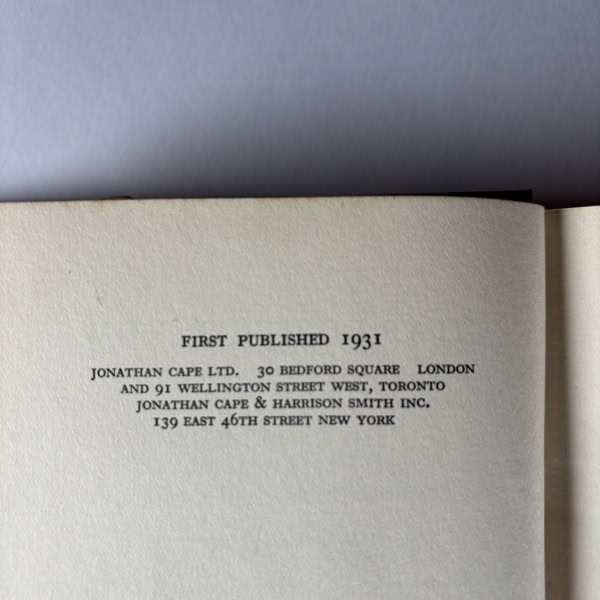 FIRST PUBLISHED 1931
JONATHAN CAPE LTD. 30 BEDFORD SQUARE LONDON
AND 91 WELLINGTON STREET WEST, TORONTO
JONATHAN CAPE & HARRISON SMITH INC.
139 EAST 46TH STREET NEW YORK